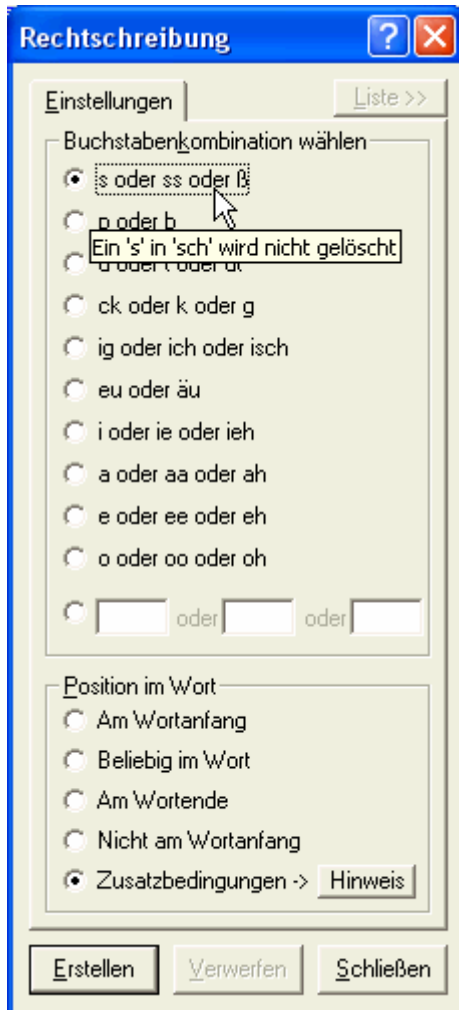 Rechtschreibung
Einstellungen
Liste >>
Buchstabenkombination wählen
s oder ss oder ß
p oder b
Ein 's' in 'sch' wird nicht gelöscht
d oder t oder dt
ck oder k oder g
ig oder ich oder isch
eu oder äu
i oder ie oder ieh
a oder aa oder ah
e oder ee oder eh
o oder oo oder oh
oder oder
Position im Wort
Am Wortanfang
Beliebig im Wort
Am Wortende
Nicht am Wortanfang
Zusatzbedingungen -> Hinweis
Erstellen Verwerfen Schließen